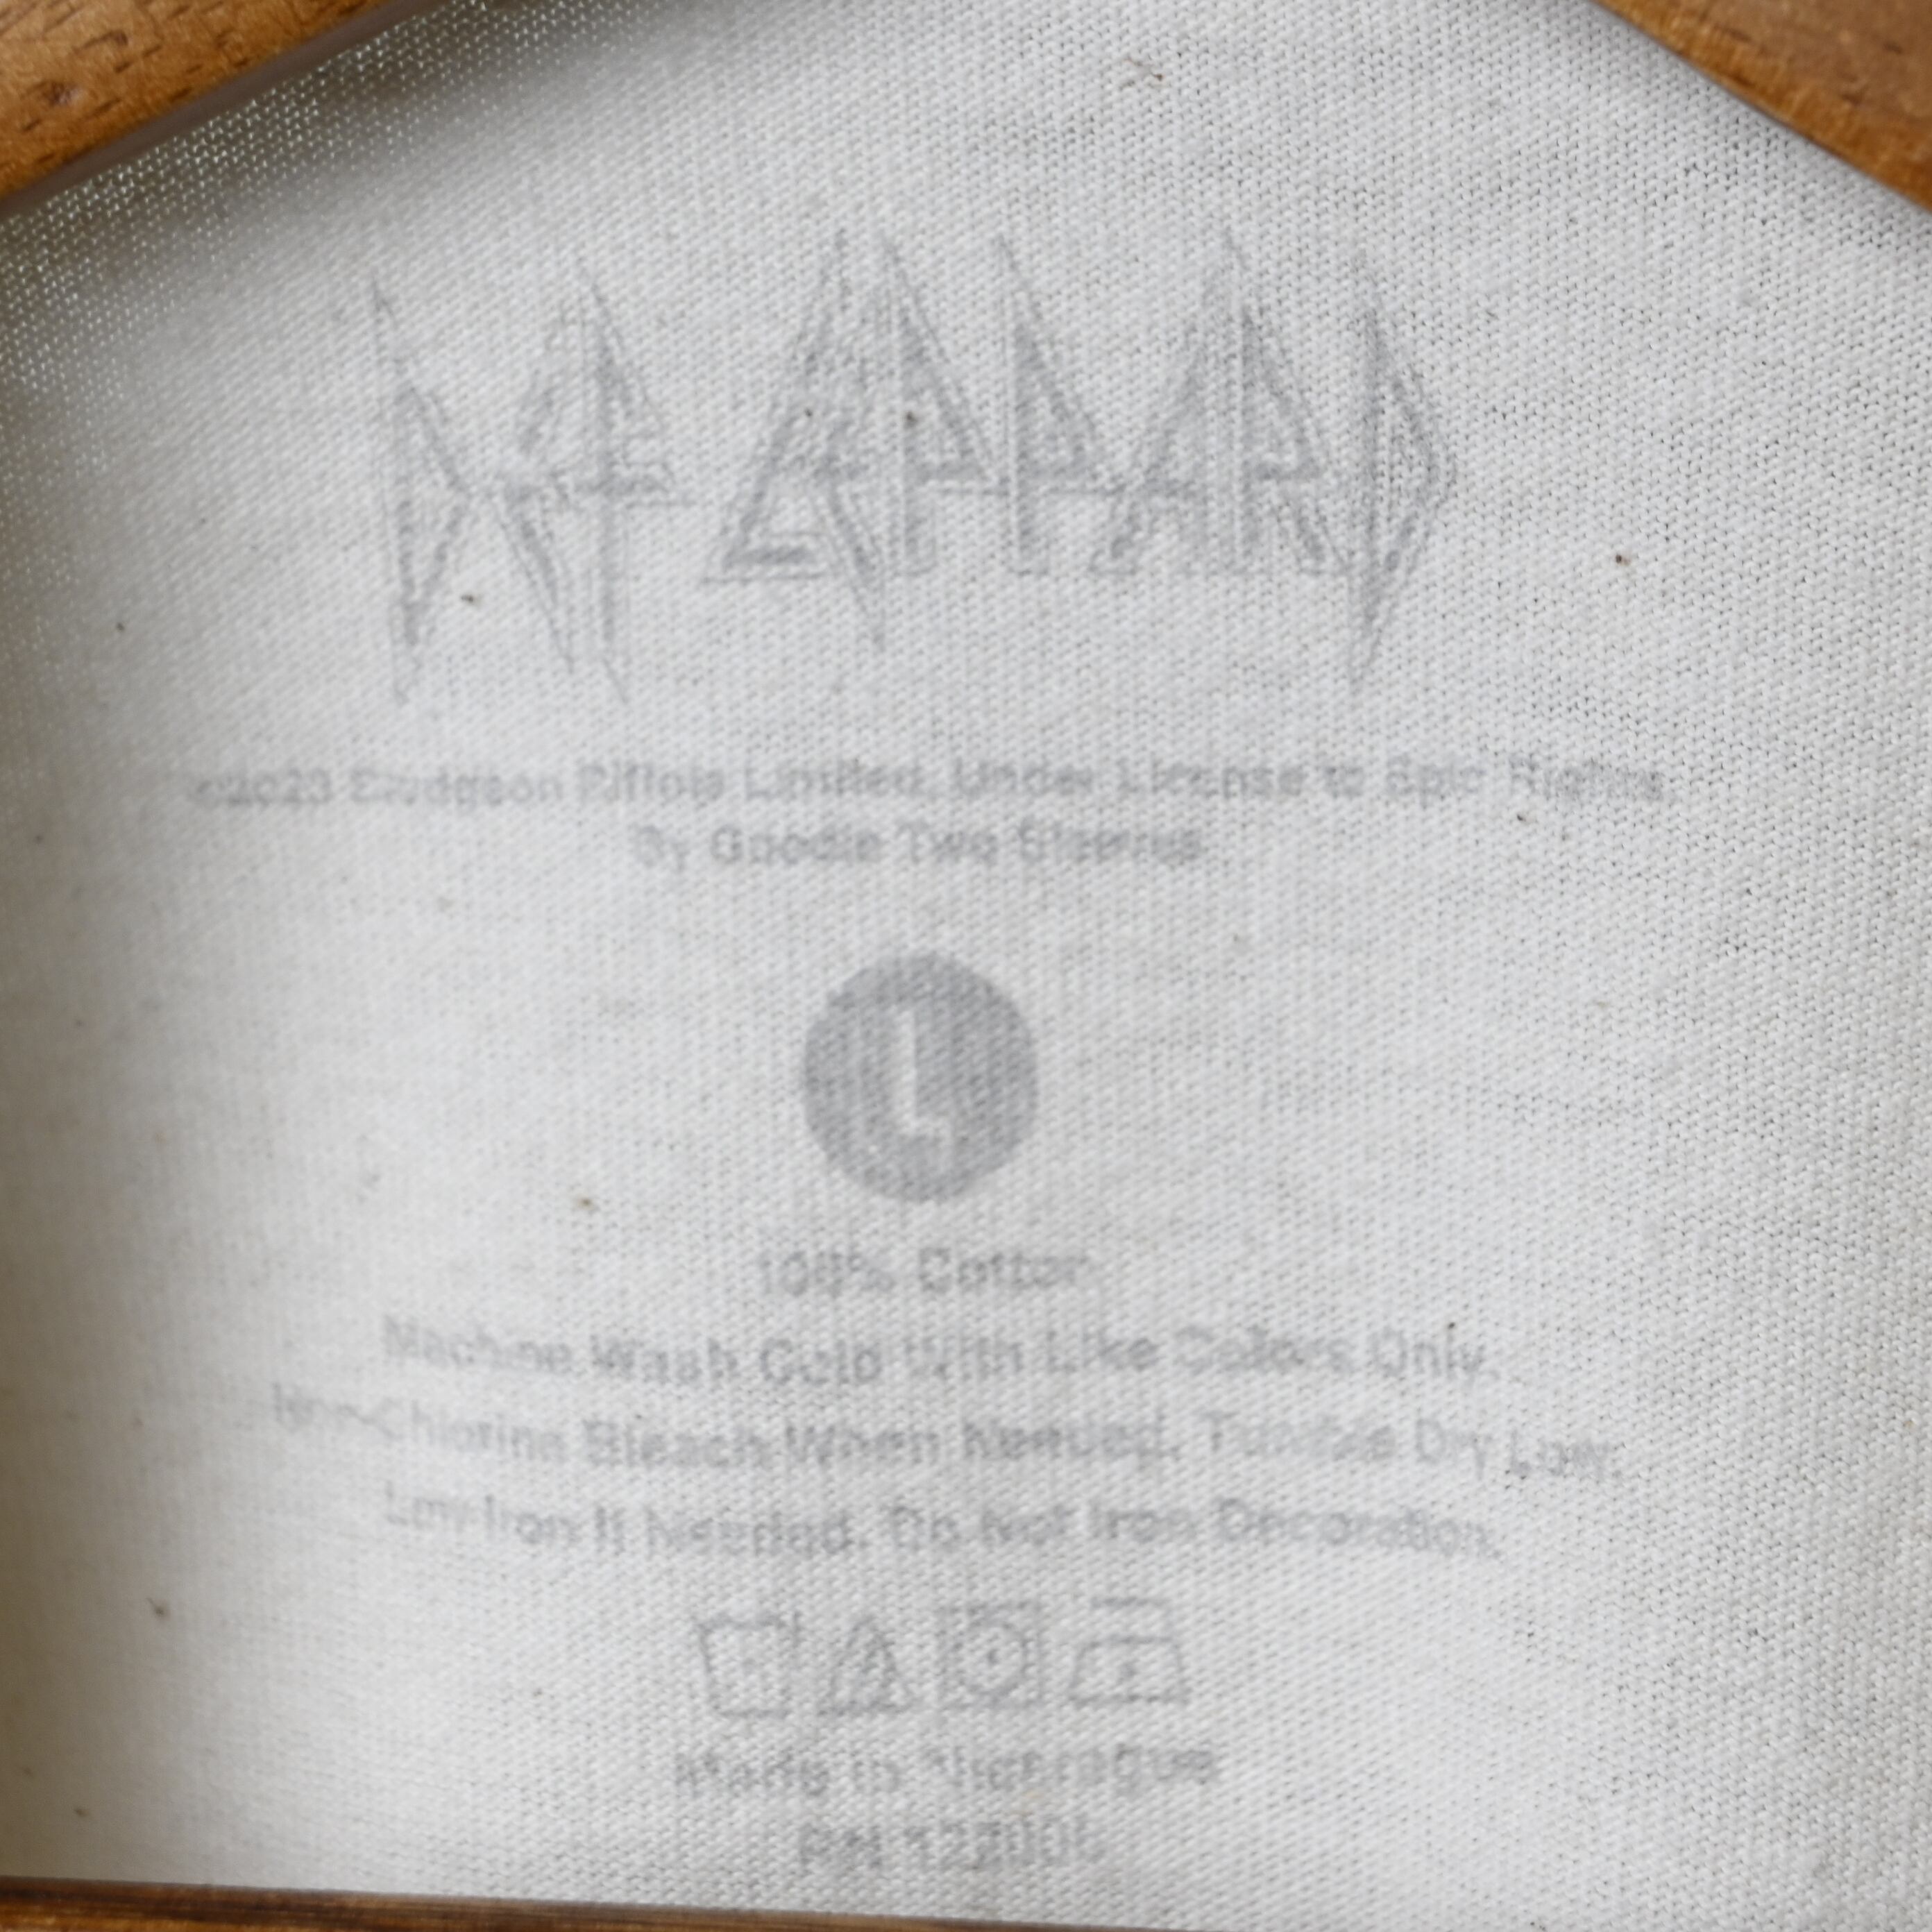 DEF LEPPARD
©2023 Bludgeon Riffola Limited. Under License to Epic Rights.
By Goodie Two Sleeves
L
100% Cotton
Machine Wash Cold With Like Colors Only.
Non-Chlorine Bleach When Needed. Tumble Dry Low.
Low Iron If Needed. Do Not Iron Decoration.
Made In Nicaragua
RN